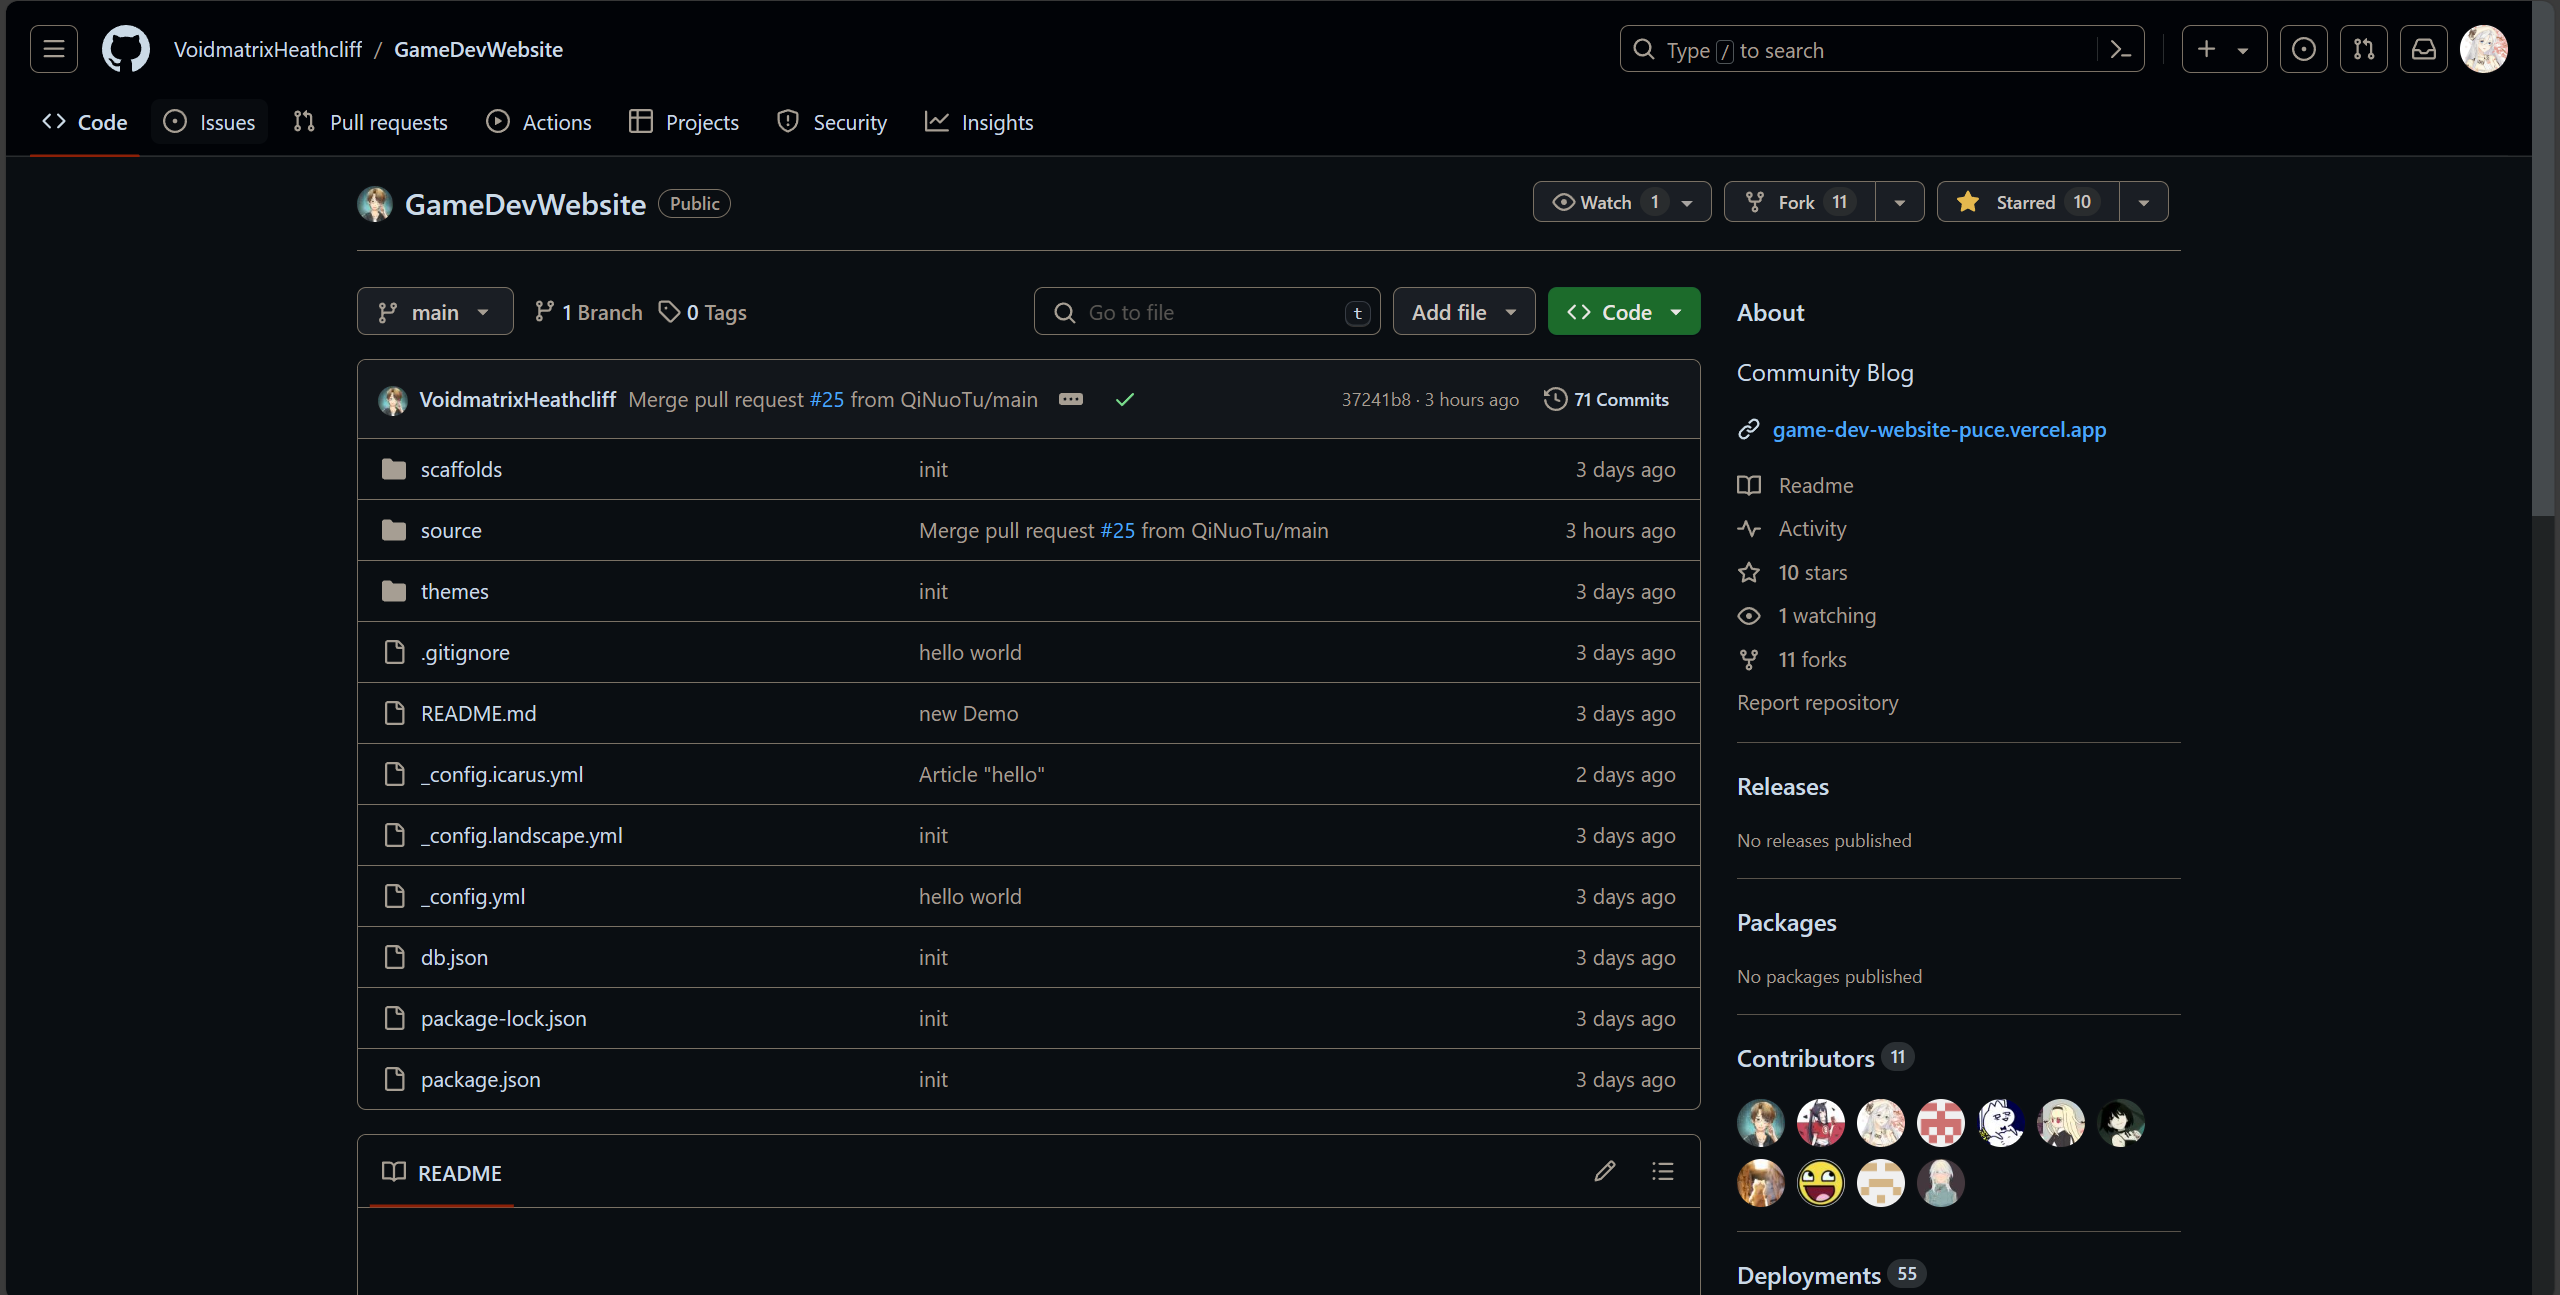 VoidmatrixHeathcliff / GameDevWebsite
Type / to search
Code Issues Pull requests Actions Projects Security Insights
GameDevWebsite Public
Watch 1 Fork 11 Starred 10
main 1 Branch 0 Tags
Go to file t Add file Code
VoidmatrixHeathcliff Merge pull request #25 from QiNuoTu/main 37241b8 · 3 hours ago 71 Commits
scaffolds init 3 days ago
source Merge pull request #25 from QiNuoTu/main 3 hours ago
themes init 3 days ago
.gitignore hello world 3 days ago
README.md new Demo 3 days ago
_config.icarus.yml Article "hello" 2 days ago
_config.landscape.yml init 3 days ago
_config.yml hello world 3 days ago
db.json init 3 days ago
package-lock.json init 3 days ago
package.json init 3 days ago
README
About
Community Blog
game-dev-website-puce.vercel.app
Readme
Activity
10 stars
1 watching
11 forks
Report repository
Releases
No releases published
Packages
No packages published
Contributors 11
Deployments 55